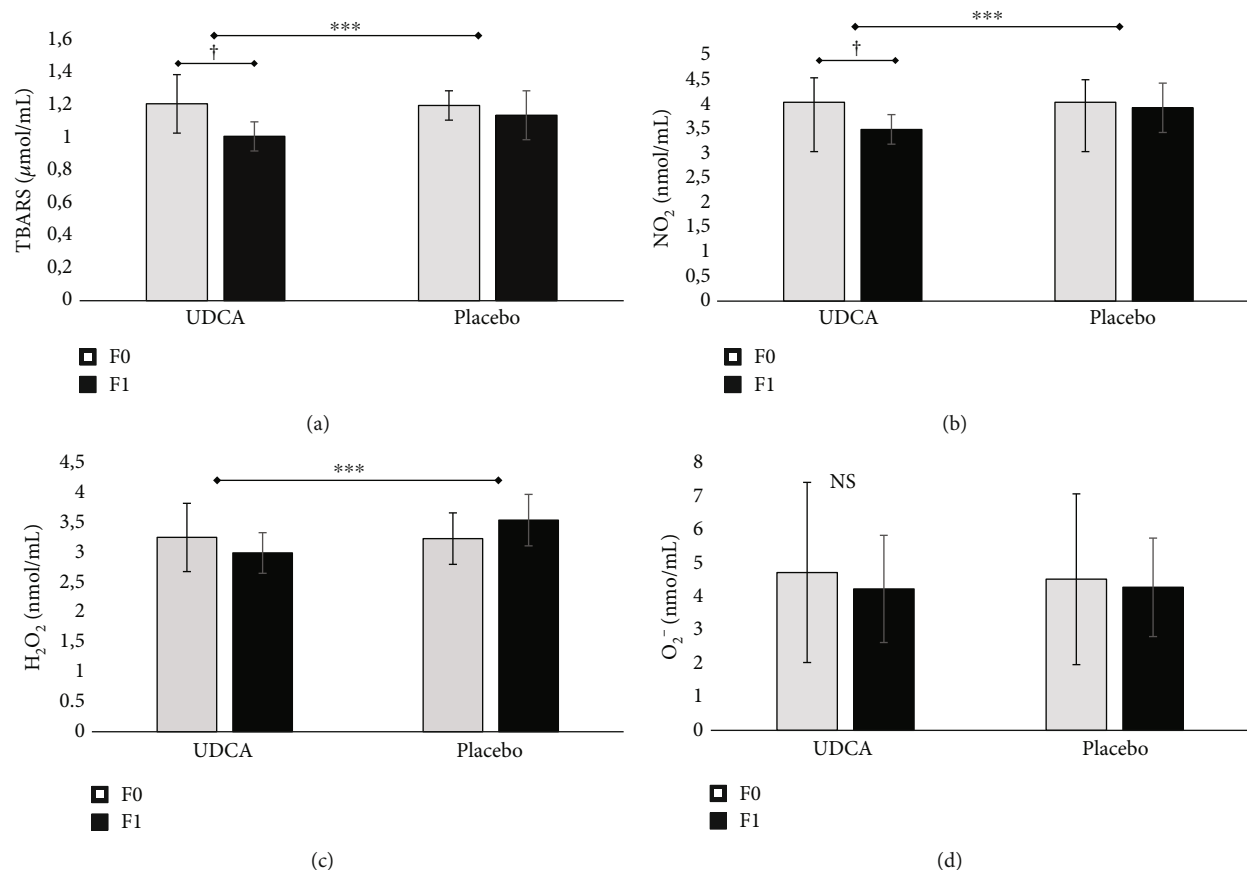 ***
†
1,6
1,4
1,2
1
0,8
0,6
0,4
0,2
0
TBARS (μmol/mL)
UDCA
Placebo
F0
F1
(a)
***
†
5
4,5
4
3,5
3
2,5
2
1,5
1
0,5
0
NO₂ (nmol/mL)
UDCA
Placebo
F0
F1
(b)
***
4,5
4
3,5
3
2,5
2
1,5
1
0.5
0
H₂O₂ (nmol/mL)
UDCA
Placebo
F0
F1
(c)
NS
8
7
6
5
4
3
2
1
0
O₂⁻ (nmo/mL)
UDCA
Placebo
F0
F1
(d)